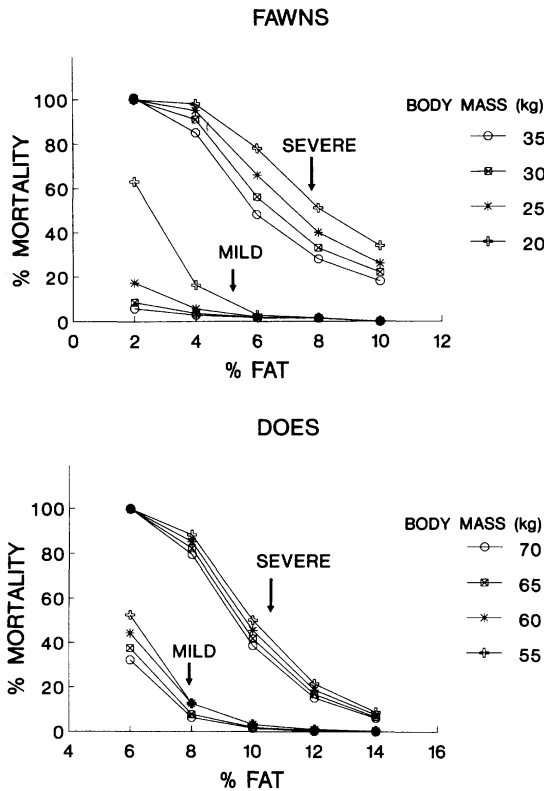 FAWNS
BODY MASS (kg)
35
30
25
20
SEVERE
MILD
% MORTALITY
100
80
60
40
20
0
0 2 4 6 8 10 12
% FAT
DOES
BODY MASS (kg)
70
65
60
55
SEVERE
MILD
% MORTALITY
100
80
60
40
20
0
4 6 8 10 12 14 16
% FAT